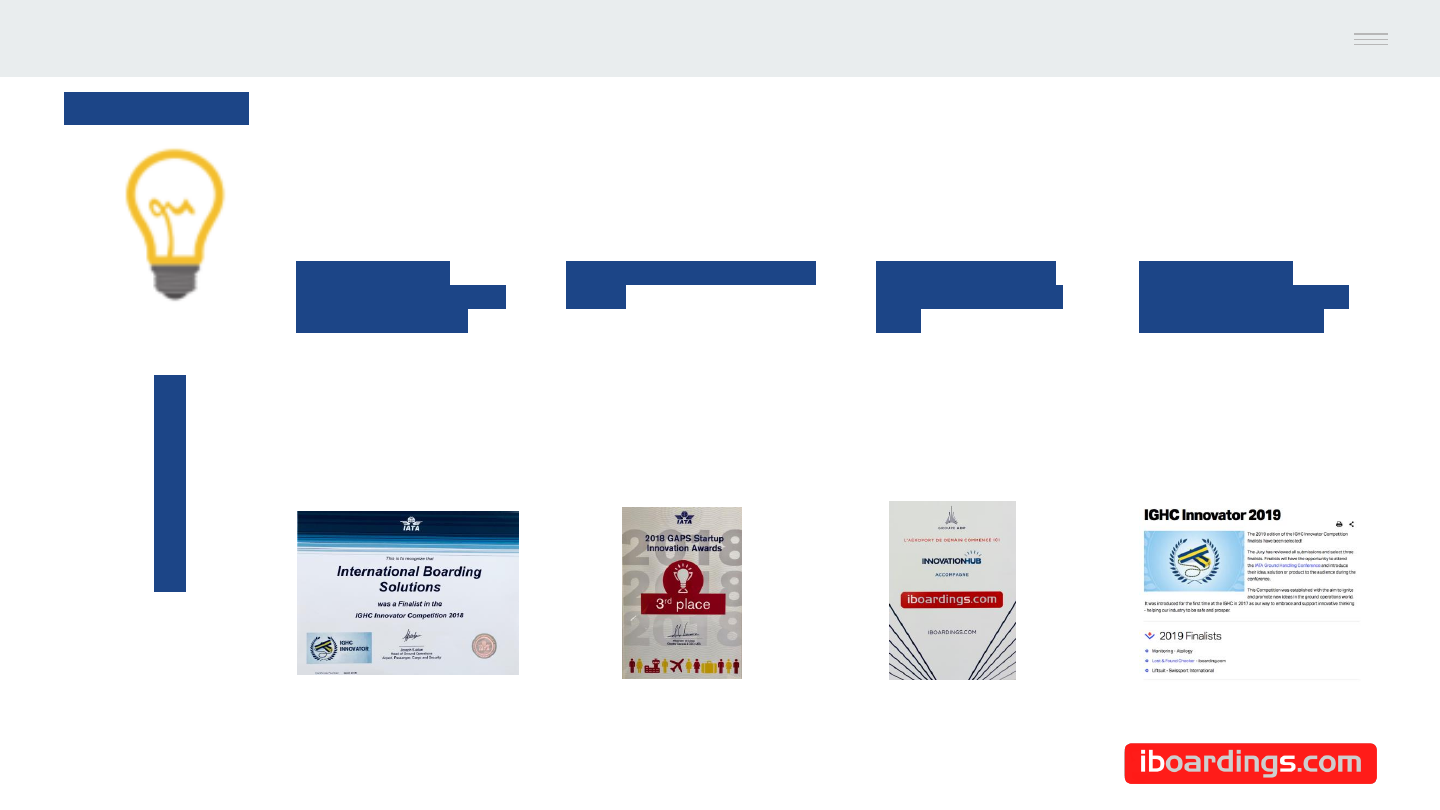 IATA
This is to recognize that
International Boarding
Solutions
was a Finalist in the
IGHC Innovator Competition 2018
IGHC
INNOVATOR
Head of Ground Operations
Airport, Passenger, Cargo, and Security
IATA
2018 GAPS Startup
Innovation Awards
3rd place
GROUPE ADP
L'AÉROPORT DE DEMAIN COMMENCE ICI
INNOVATIONHUB
ACCOMPAGNE
iboardings.com
IBOARDINGS.COM
IGHC Innovator 2019
The 2019 edition of the IGHC Innovator Competition
finalists have been selected!
The Jury has reviewed all submissions and select three
finalists. Finalists will have the opportunity to attend
the IATA Ground Handling Conference and introduce
their idea, solution or product to the audience during the
conference.
This Competition was established with the aim to ignite
and promote new ideas in the ground operations world.
It was introduced for the first time at the IGHC in 2017 as our way to embrace and support innovative thinking
- helping our industry to be safe and prosper.
2019 Finalists
Monitoring - Assilogy
Lost & Found Checker - iboarding.com
Liftsuit - Swissport International
iboardings.com